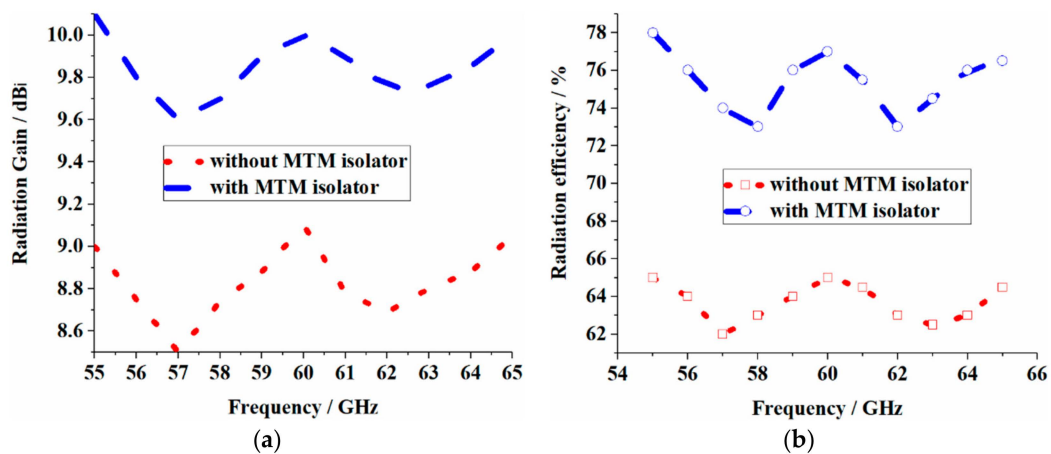 10.0
9.8
9.6
9.4
9.2
9.0
8.8
8.6
Radiation Gain / dBi
without MTM isolator
with MTM isolator
55 56 57 58 59 60 61 62 63 64 65
Frequency / GHz
(a)
78
76
74
72
70
68
66
64
62
Radiation efficiency / %
without MTM isolator
with MTM isolator
54 56 58 60 62 64 66
Frequency / GHz
(b)